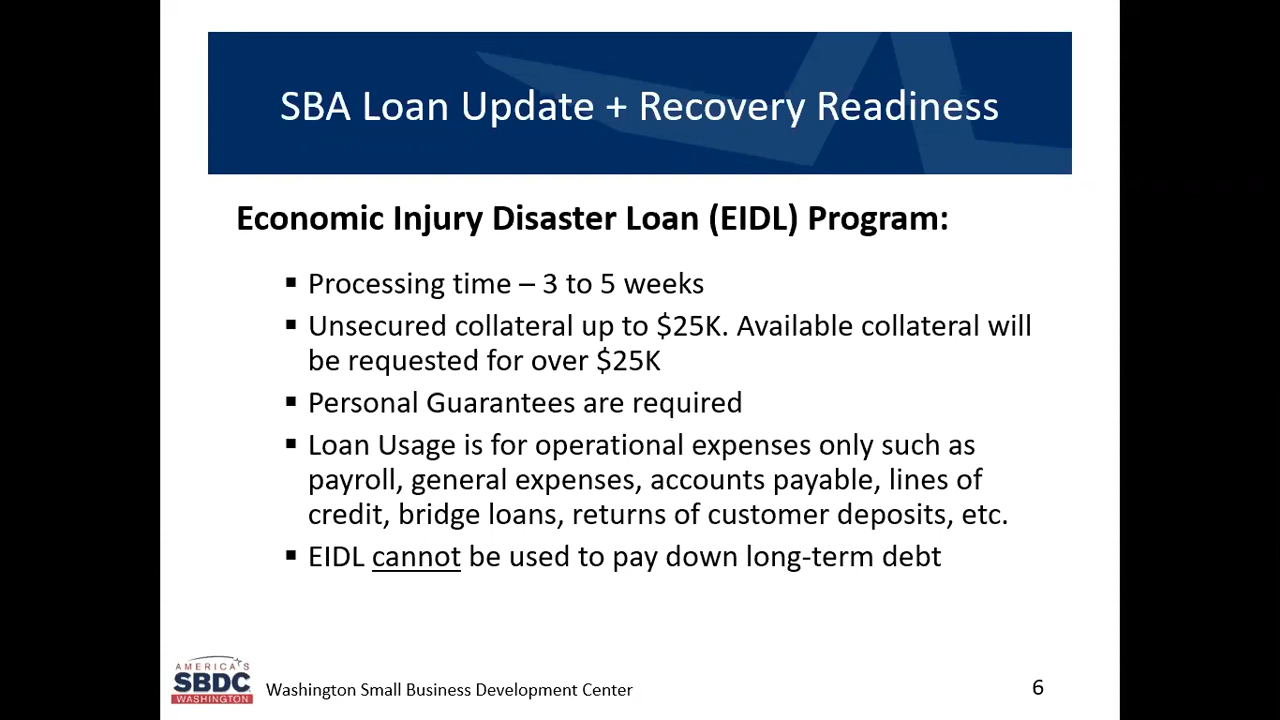 SBA Loan Update + Recovery Readiness
Economic Injury Disaster Loan (EIDL) Program:
▪ Processing time – 3 to 5 weeks
▪ Unsecured collateral up to $25K. Available collateral will
be requested for over $25K
▪ Personal Guarantees are required
▪ Loan Usage is for operational expenses only such as
payroll, general expenses, accounts payable, lines of
credit, bridge loans, returns of customer deposits, etc.
▪ EIDL cannot be used to pay down long-term debt
AMERICA'S
SBDC
WASHINGTON
Washington Small Business Development Center
6